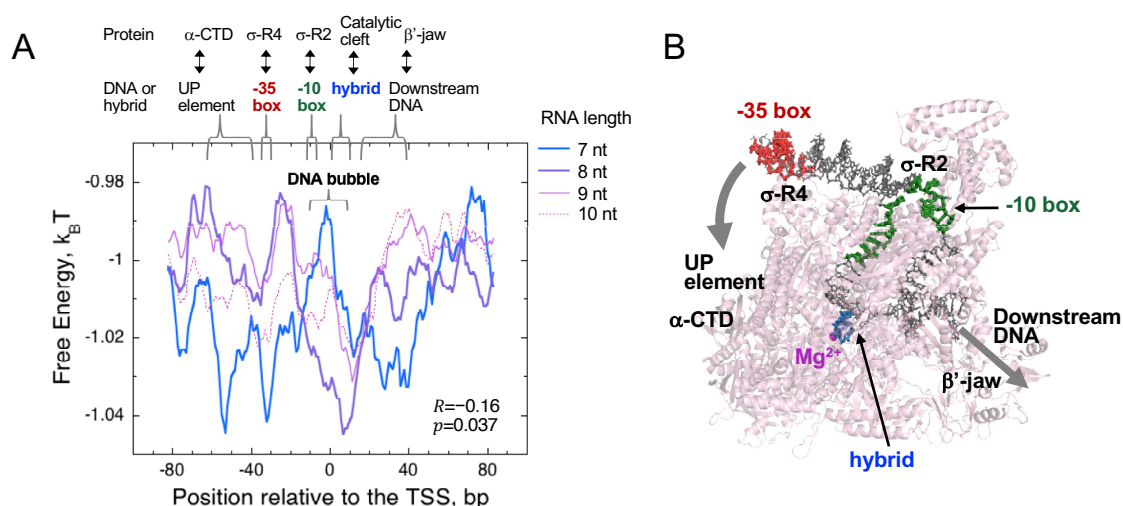 A
Protein
α-CTD
σ-R4
σ-R2
Catalytic
cleft
β'-jaw
DNA or
hybrid
UP
element
-35
box
-10
box
hybrid
Downstream
DNA
DNA bubble
RNA length
7 nt
8 nt
9 nt
10 nt
Free Energy, k_BT
-0.98
-1
-1.02
-1.04
R=−0.16
p=0.037
-80
-40
0
40
80
Position relative to the TSS, bp
B
-35 box
σ-R4
σ-R2
-10 box
UP
element
α-CTD
Mg²⁺
Downstream
DNA
β'-jaw
hybrid